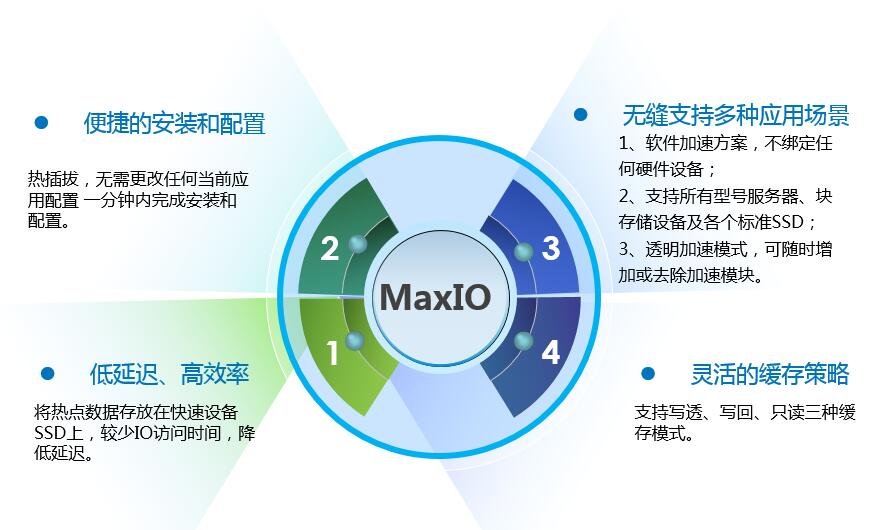 便捷的安装和配置
热插拔，无需更改任何当前应
用配置 一分钟内完成安装和
配置。
无缝支持多种应用场景
1、软件加速方案，不绑定任
何硬件设备；
2、支持所有型号服务器、块
存储设备及各个标准SSD；
3、透明加速模式，可随时增
加或去除加速模块。
2
3
MaxIO
1
4
低延迟、高效率
将热点数据存放在快速设备
SSD上，较少IO访问时间，降
低延迟。
灵活的缓存策略
支持写透、写回、只读三种缓
存模式。